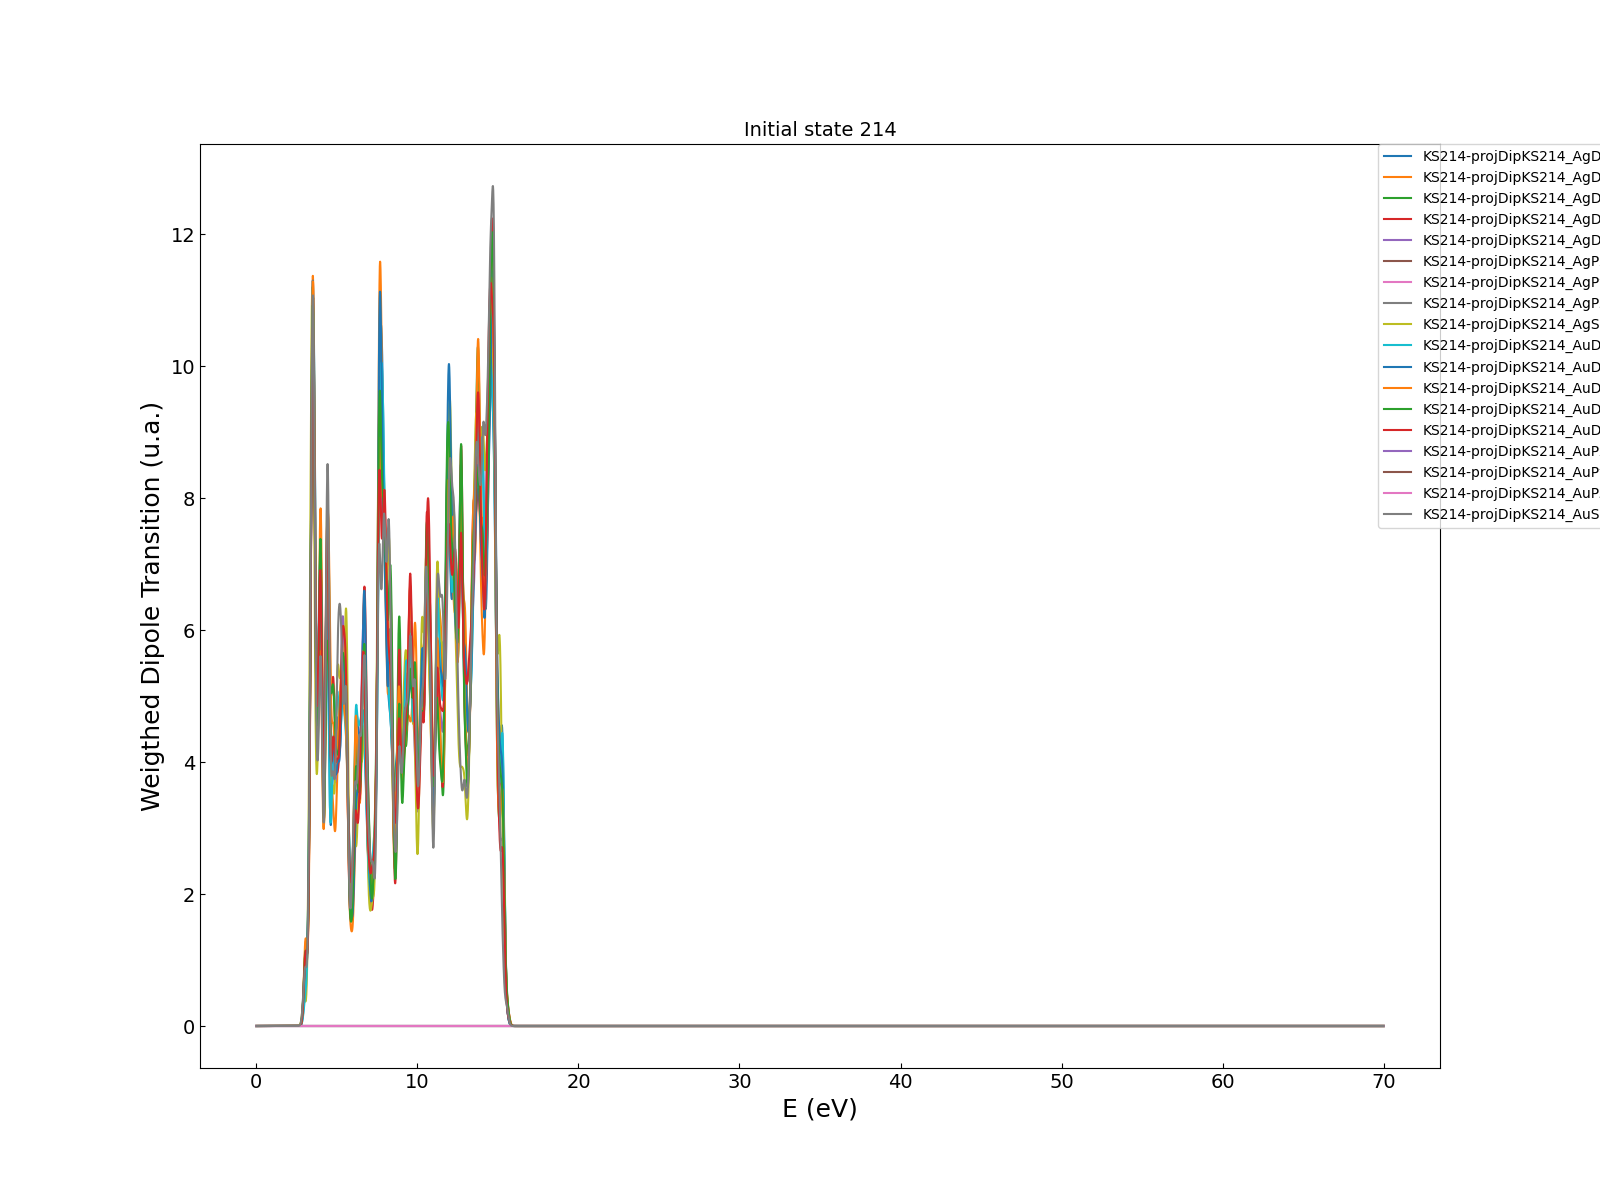 Initial state 214
Weigthed Dipole Transition (u.a.)
12
10
8
6
4
2
0
0 10 20 30 40 50 60 70
E (eV)
KS214-projDipKS214_AgD
KS214-projDipKS214_AgD
KS214-projDipKS214_AgD
KS214-projDipKS214_AgD
KS214-projDipKS214_AgD
KS214-projDipKS214_AgP
KS214-projDipKS214_AgP
KS214-projDipKS214_AgP
KS214-projDipKS214_AgS
KS214-projDipKS214_AuD
KS214-projDipKS214_AuD
KS214-projDipKS214_AuD
KS214-projDipKS214_AuD
KS214-projDipKS214_AuD
KS214-projDipKS214_AuP
KS214-projDipKS214_AuP
KS214-projDipKS214_AuP
KS214-projDipKS214_AuS